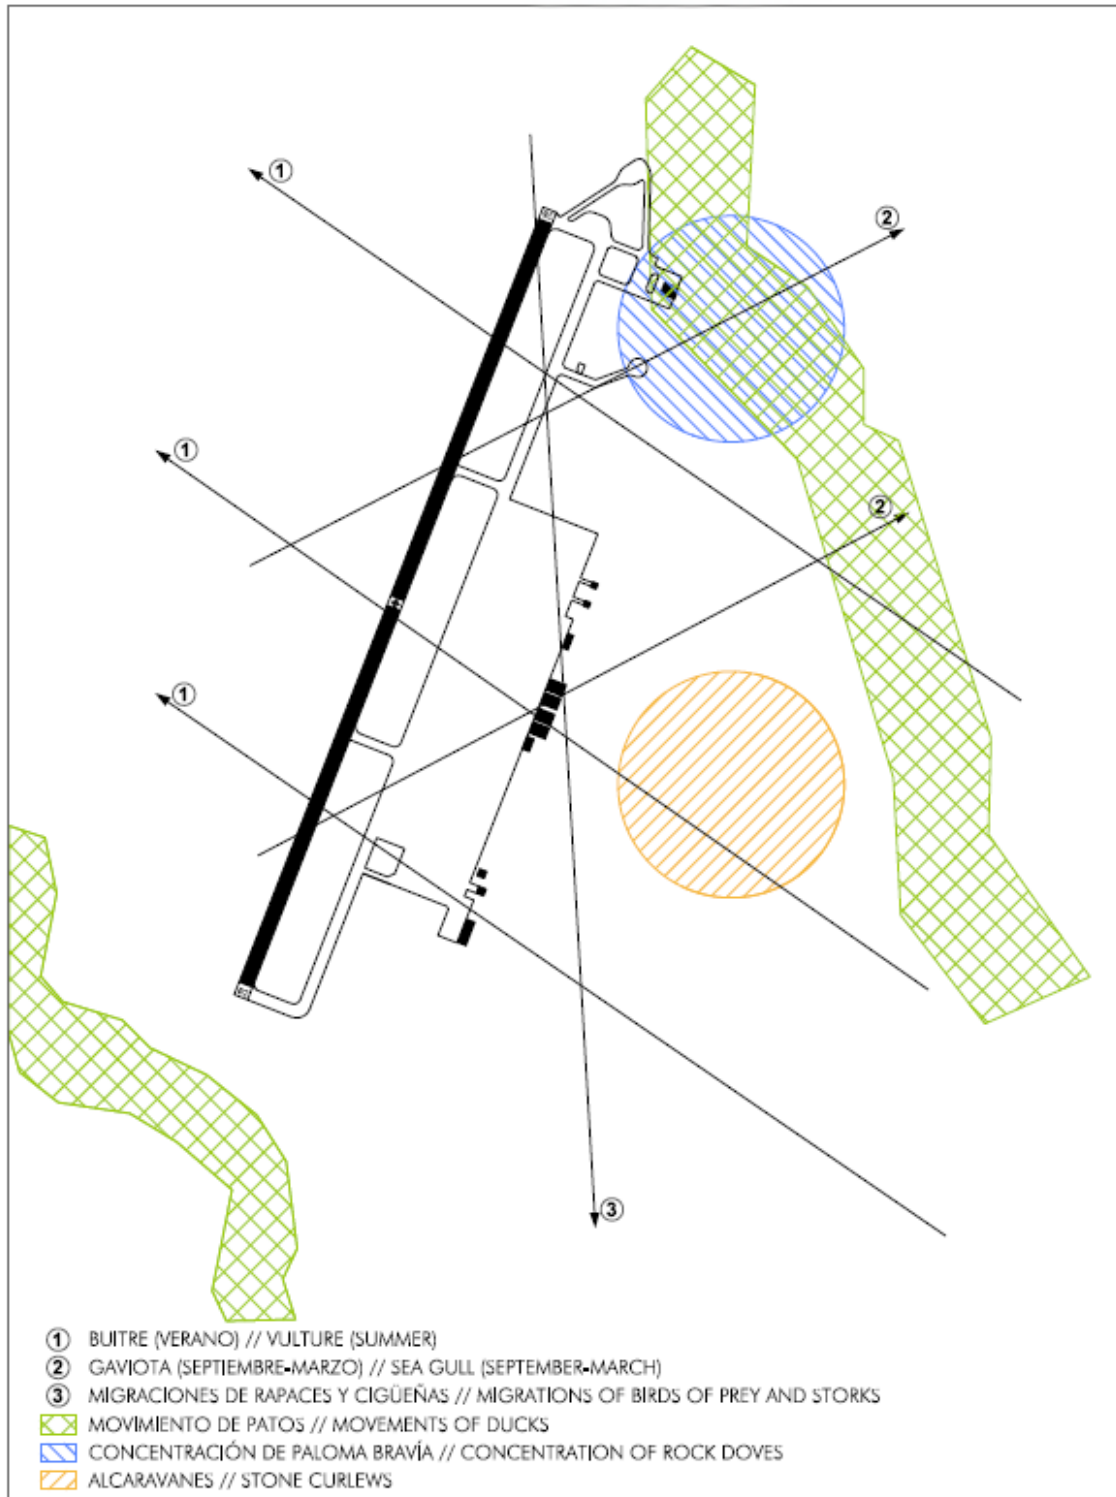 1
2
1
2
1
3
1 BUITRE (VERANO) // VULTURE (SUMMER)
2 GAVIOTA (SEPTIEMBRE-MARZO) // SEA GULL (SEPTEMBER-MARCH)
3 MIGRACIONES DE RAPACES Y CIGÜEÑAS // MIGRATIONS OF BIRDS OF PREY AND STORKS
MOVIMIENTO DE PATOS // MOVEMENTS OF DUCKS
CONCENTRACIÓN DE PALOMA BRAVÍA // CONCENTRATION OF ROCK DOVES
ALCARAVANES // STONE CURLEWS